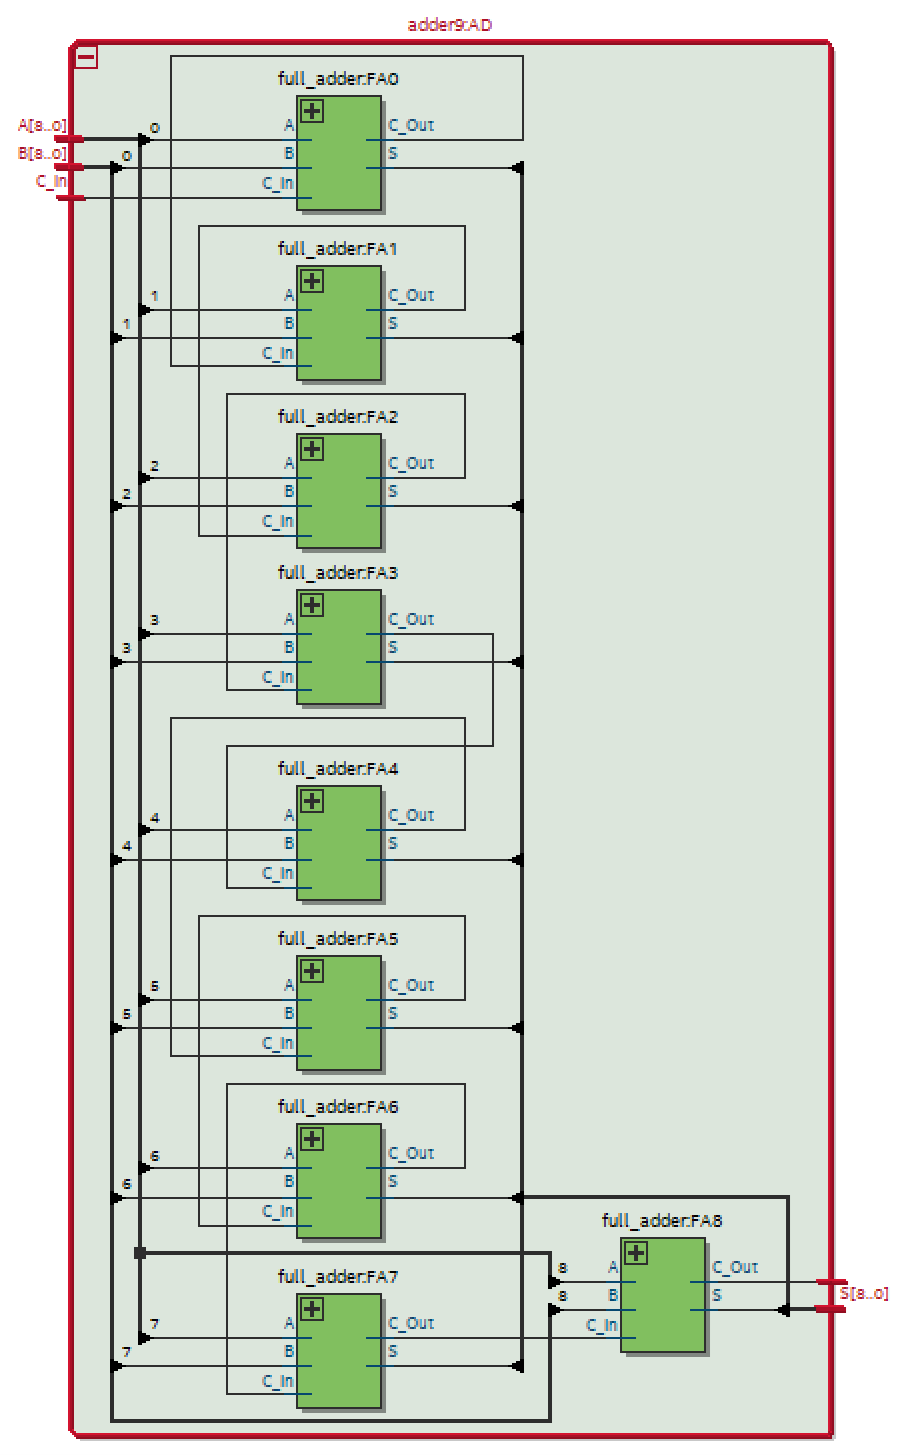 adder9:AD
full_adder:FA0
A[8..0]
0
A
C_Out
B[8..0]
0
B
S
C_In
C_In
full_adder:FA1
1
A
C_Out
1
B
S
C_In
full_adder:FA2
2
A
C_Out
2
B
S
C_In
full_adder:FA3
3
A
C_Out
3
B
S
C_In
full_adder:FA4
4
A
C_Out
4
B
S
C_In
full_adder:FA5
5
A
C_Out
5
B
S
C_In
full_adder:FA6
6
A
C_Out
6
B
S
C_In
full_adder:FA8
8
A
C_Out
8
B
S
S[8..0]
C_In
full_adder:FA7
7
A
C_Out
7
B
S
C_In